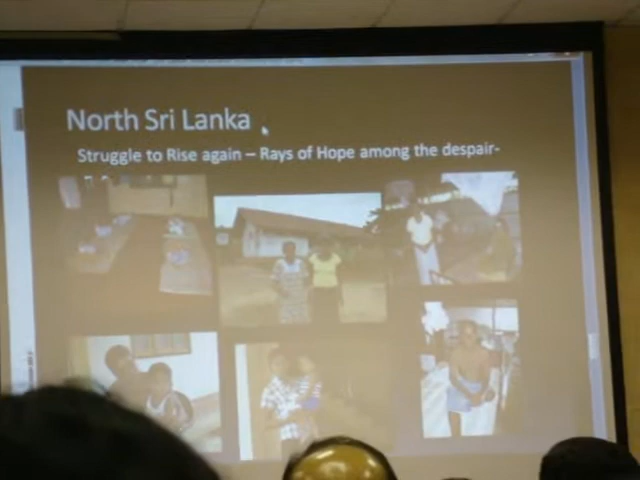 North Sri Lanka
Struggle to Rise again – Rays of Hope among the despair-